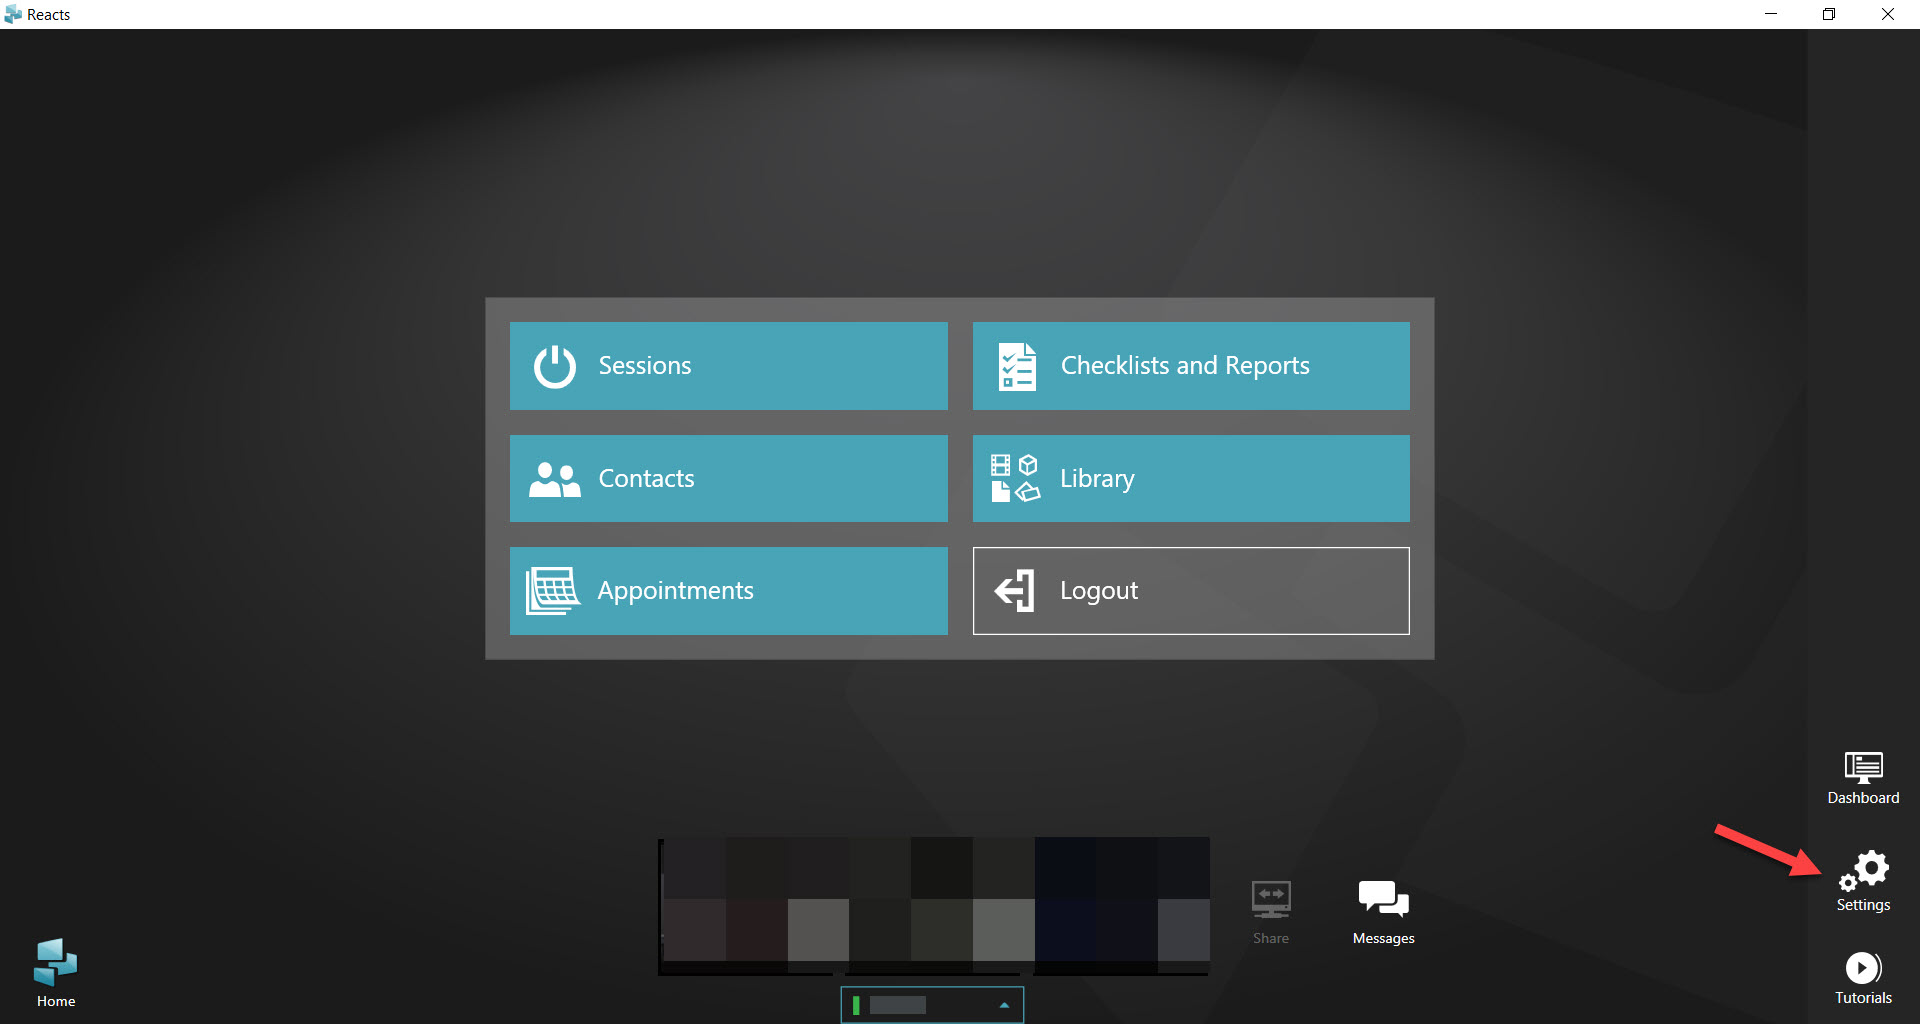 Reacts
Sessions
Checklists and Reports
Contacts
Library
Appointments
Logout
Dashboard
Settings
Share
Messages
Tutorials
Home